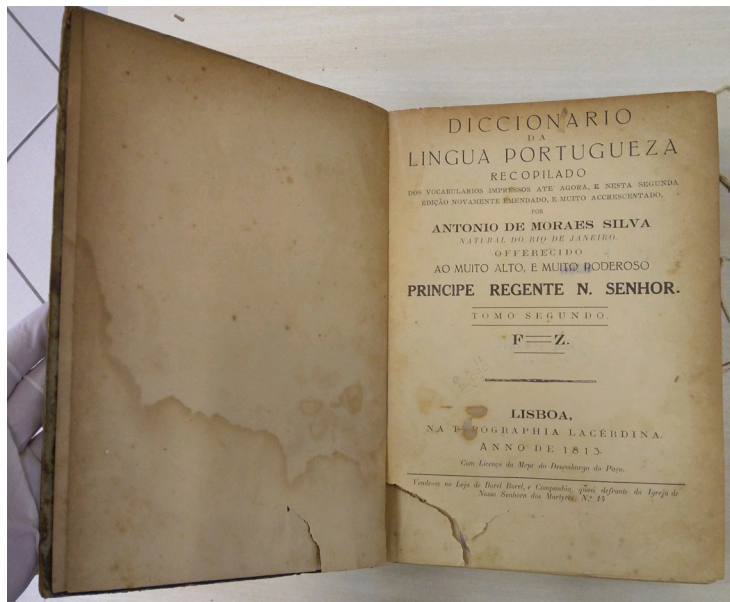 DICCIONARIO
DA
LINGUA PORTUGUEZA
RECOPILADO
DOS VOCABULARIOS IMPRESSOS ATE AGORA, E NESTA SEGUNDA
EDIÇÃO NOVAMENTE EMENDADO, E MUITO ACCRESCENTADO,
POR
ANTONIO DE MORAES SILVA
NATURAL DO RIO DE JANEIRO.
OFFERECIDO
AO MUITO ALTO, E MUITO PODEROSO
PRINCIPE REGENTE N. SENHOR.
TOMO SEGUNDO.
F=Z.
LISBOA,
NA TYPOGRAPHIA LACÉRDINA.
ANNO DE 1813.
Com Licença da Meza do Desembargo do Paço.
Vende-se na Loja de Borel Borel, e Companhia, quasi defronte da Igreja de
Nossa Senhora dos Martyres, N.º 14